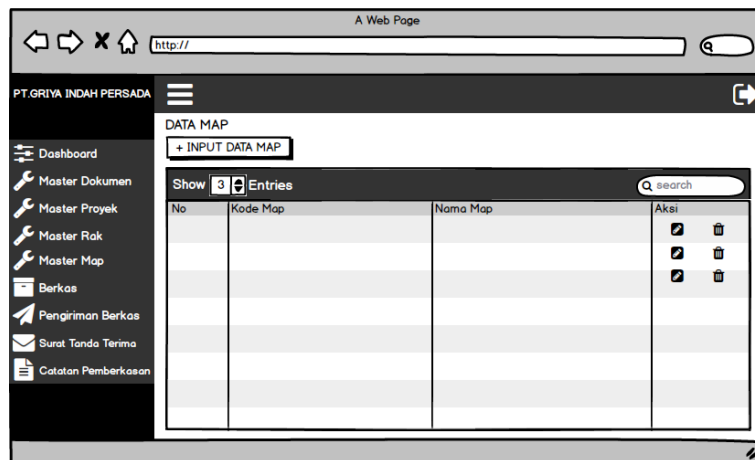 A Web Page
http://
PT.GRIYA INDAH PERSADA
DATA MAP
+ INPUT DATA MAP
Dashboard
Master Dokumen
Master Proyek
Master Rak
Master Map
Berkas
Pengiriman Berkas
Surat Tanda Terima
Catatan Pemberkasan
Show 3 Entries
search
No Kode Map Nama Map Aksi